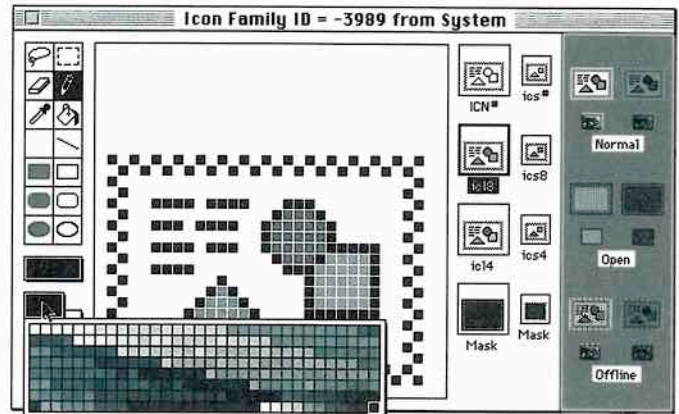 Icon Family ID = -3989 from System
ICN#
ics#
Normal
icl8
ics8
Open
icl4
ics4
Mask
Mask
Offline